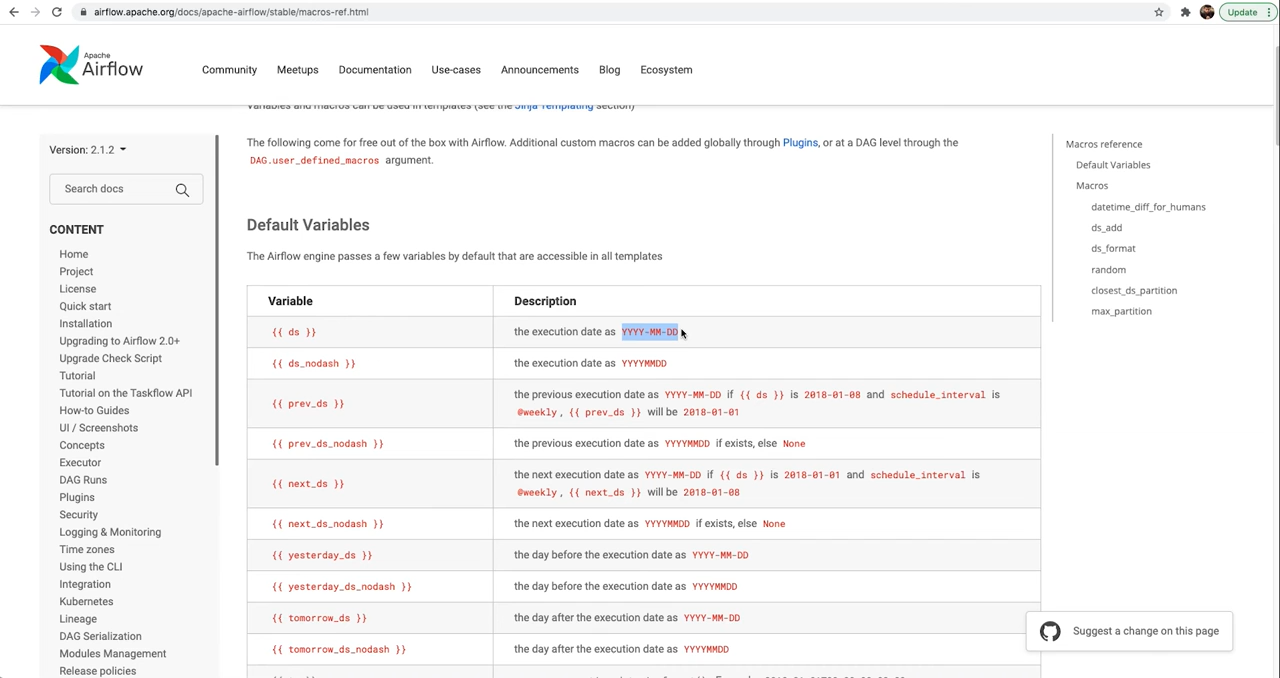 airflow.apache.org/docs/apache-airflow/stable/macros-ref.html
Update
Apache
Airflow
Community Meetups Documentation Use-cases Announcements Blog Ecosystem
Variables and macros can be used in templates (see the Jinja Templating section)
The following come for free out of the box with Airflow. Additional custom macros can be added globally through Plugins, or at a DAG level through the
DAG.user_defined_macros argument.
Version: 2.1.2
Search docs
CONTENT
Home
Project
License
Quick start
Installation
Upgrading to Airflow 2.0+
Upgrade Check Script
Tutorial
Tutorial on the Taskflow API
How-to Guides
UI / Screenshots
Concepts
Executor
DAG Runs
Plugins
Security
Logging & Monitoring
Time zones
Using the CLI
Integration
Kubernetes
Lineage
DAG Serialization
Modules Management
Release policies
Default Variables
The Airflow engine passes a few variables by default that are accessible in all templates
Variable Description
{{ ds }} the execution date as YYYY-MM-DD
{{ ds_nodash }} the execution date as YYYYMMDD
{{ prev_ds }} the previous execution date as YYYY-MM-DD if {{ ds }} is 2018-01-08 and schedule_interval is
@weekly, {{ prev_ds }} will be 2018-01-01
{{ prev_ds_nodash }} the previous execution date as YYYYMMDD if exists, else None
{{ next_ds }} the next execution date as YYYY-MM-DD if {{ ds }} is 2018-01-01 and schedule_interval is
@weekly, {{ next_ds }} will be 2018-01-08
{{ next_ds_nodash }} the next execution date as YYYYMMDD if exists, else None
{{ yesterday_ds }} the day before the execution date as YYYY-MM-DD
{{ yesterday_ds_nodash }} the day before the execution date as YYYYMMDD
{{ tomorrow_ds }} the day after the execution date as YYYY-MM-DD
{{ tomorrow_ds_nodash }} the day after the execution date as YYYYMMDD
Macros reference
Default Variables
Macros
datetime_diff_for_humans
ds_add
ds_format
random
closest_ds_partition
max_partition
Suggest a change on this page